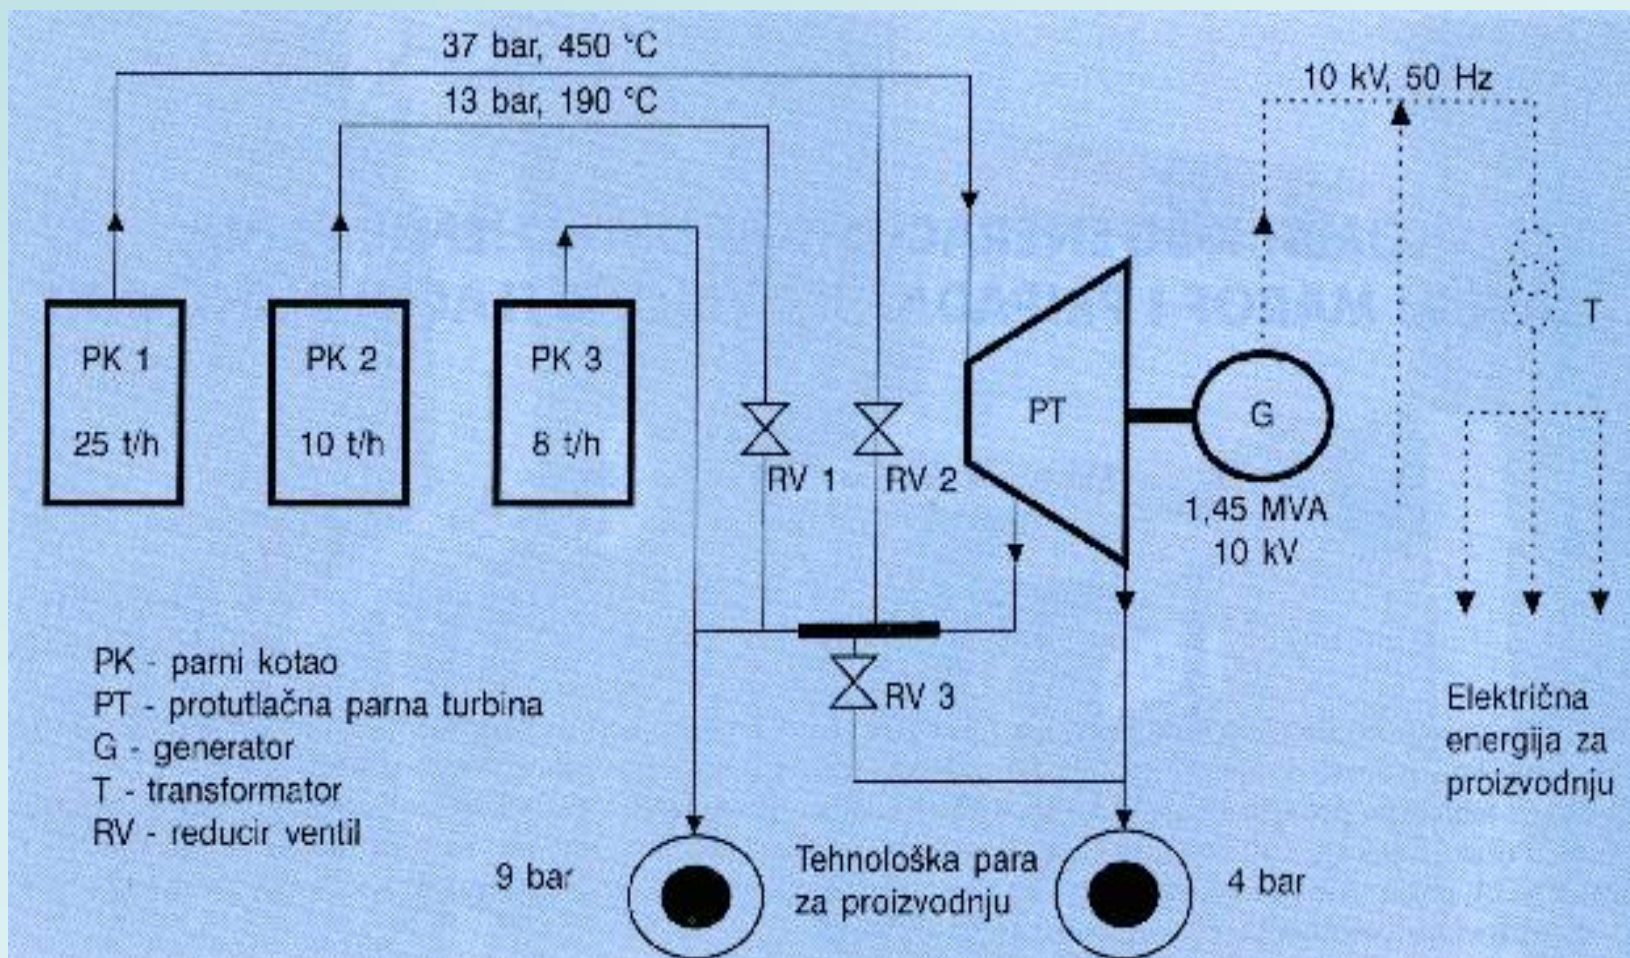 37 bar, 450 °C
13 bar, 190 °C
10 kV, 50 Hz
PK 1
25 t/h
PK 2
10 t/h
PK 3
8 t/h
RV 1
RV 2
PT
G
T
1,45 MVA
10 kV
RV 3
PK - parni kotao
PT - protutlačna parna turbina
G - generator
T - transformator
RV - reducir ventil
Električna
energija za
proizvodnju
9 bar
Tehnološka para
za proizvodnju
4 bar